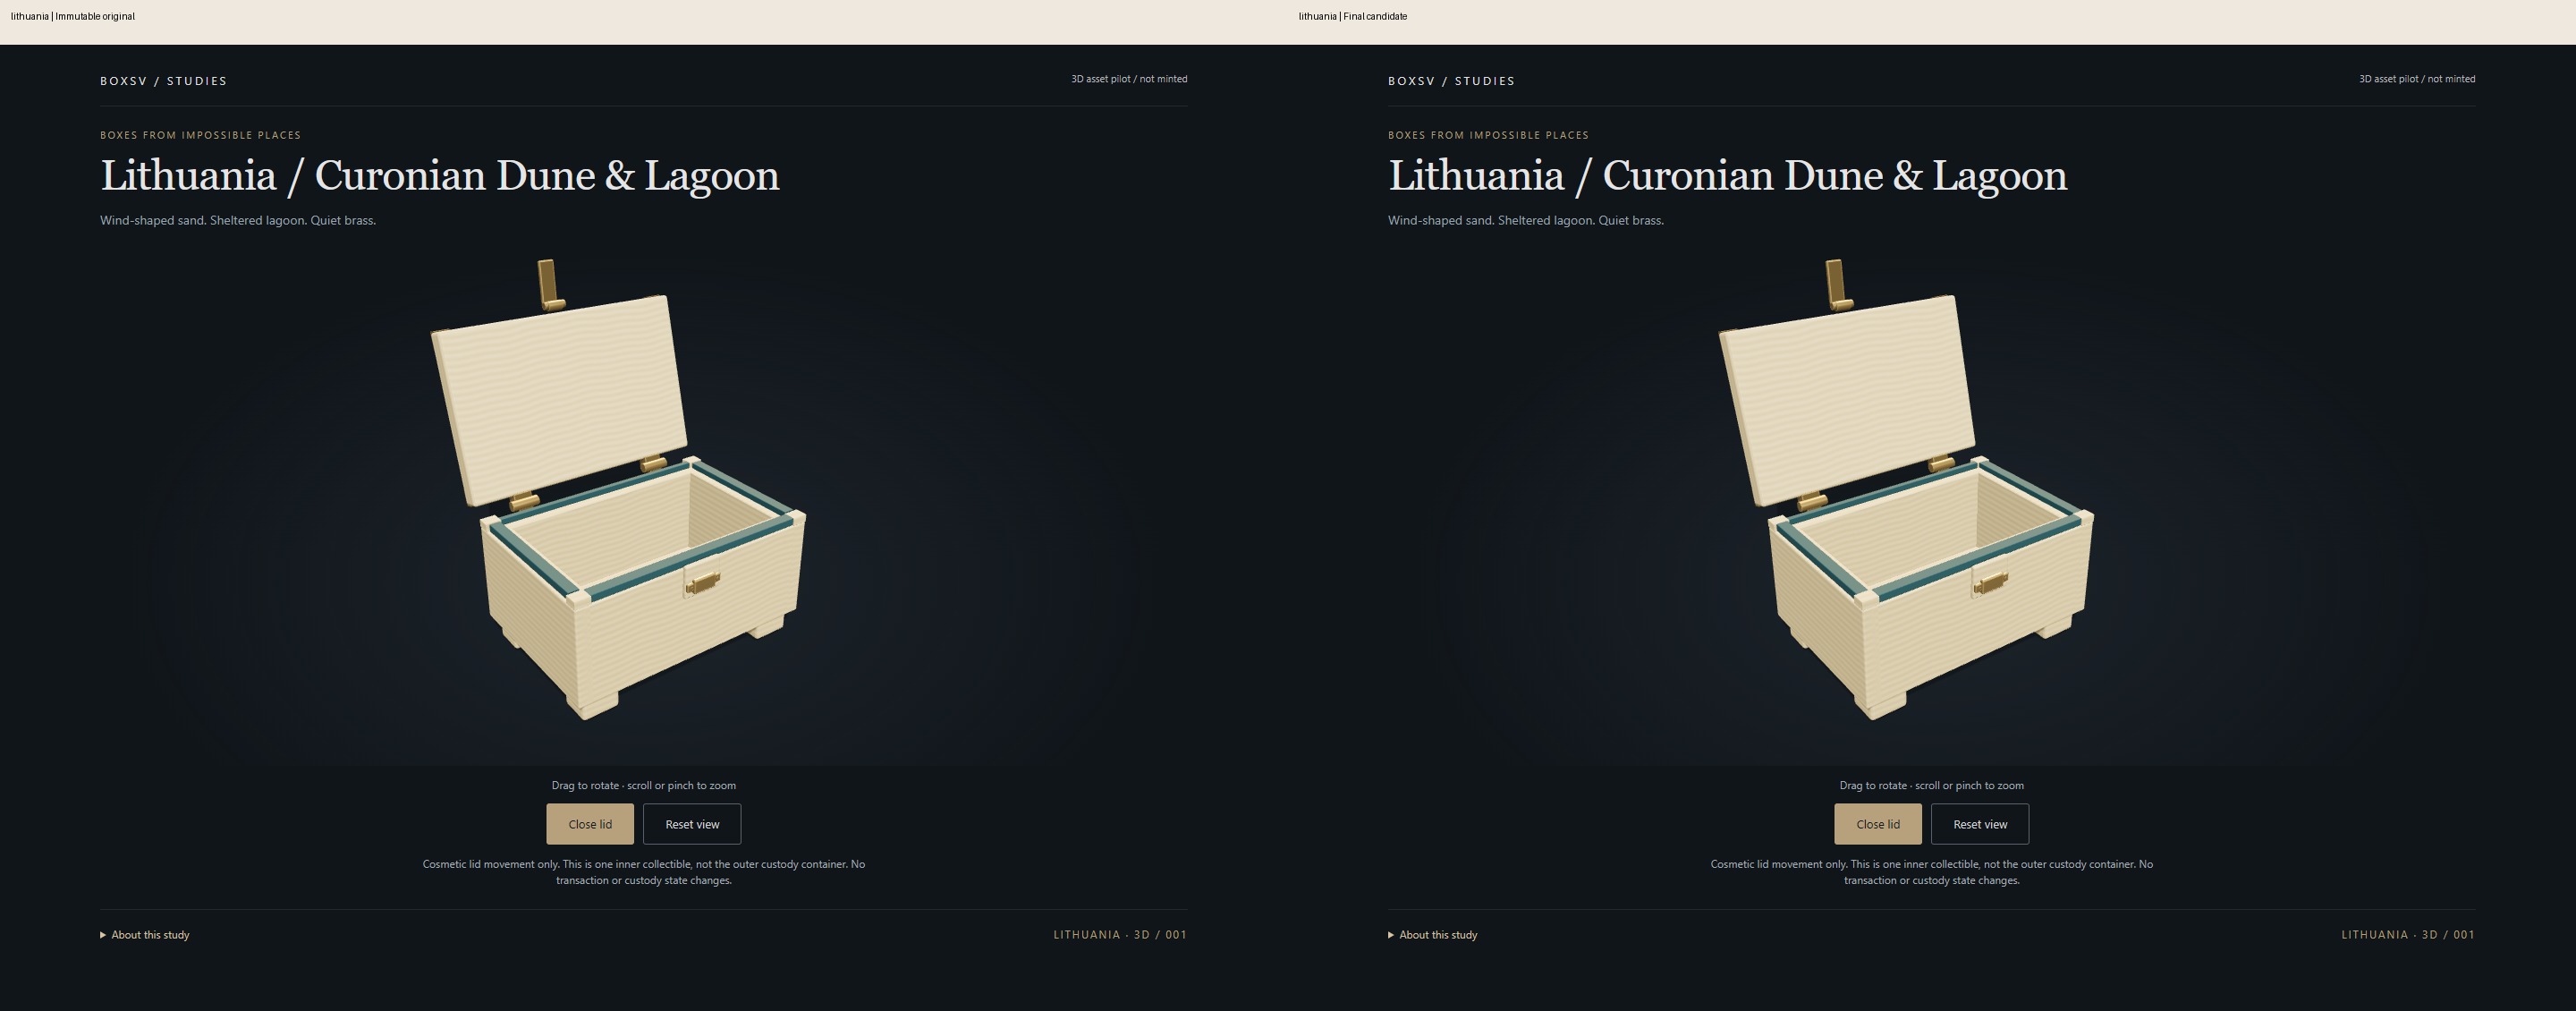 lithuania | Immutable original
BOXSV / STUDIES
3D asset pilot / not minted
BOXES FROM IMPOSSIBLE PLACES
Lithuania / Curonian Dune & Lagoon
Wind-shaped sand. Sheltered lagoon. Quiet brass.
Drag to rotate · scroll or pinch to zoom
Close lid
Reset view
Cosmetic lid movement only. This is one inner collectible, not the outer custody container. No
transaction or custody state changes.
▶ About this study
LITHUANIA · 3D / 001
lithuania | Final candidate
BOXSV / STUDIES
3D asset pilot / not minted
BOXES FROM IMPOSSIBLE PLACES
Lithuania / Curonian Dune & Lagoon
Wind-shaped sand. Sheltered lagoon. Quiet brass.
Drag to rotate · scroll or pinch to zoom
Close lid
Reset view
Cosmetic lid movement only. This is one inner collectible, not the outer custody container. No
transaction or custody state changes.
▶ About this study
LITHUANIA · 3D / 001